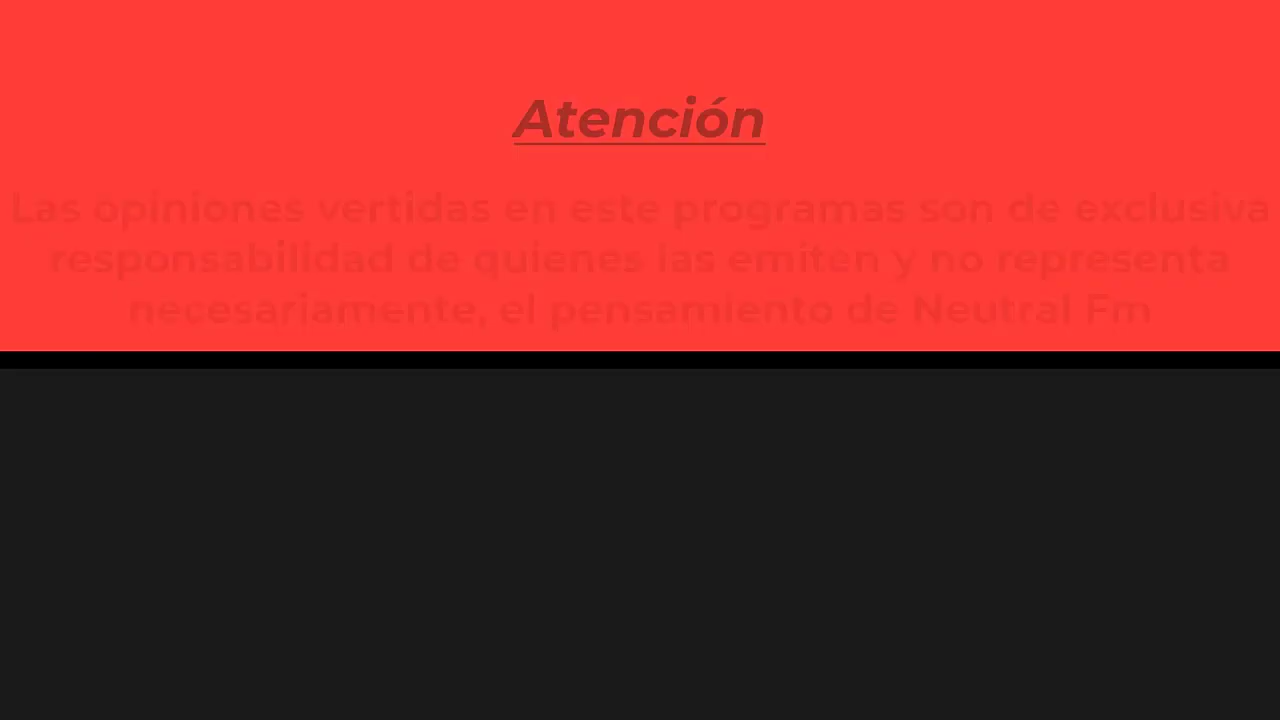 Atención
Las opiniones vertidas en este programas son de exclusiva
responsabilidad de quienes las emiten y no representa
necesariamente, el pensamiento de Neutral Fm